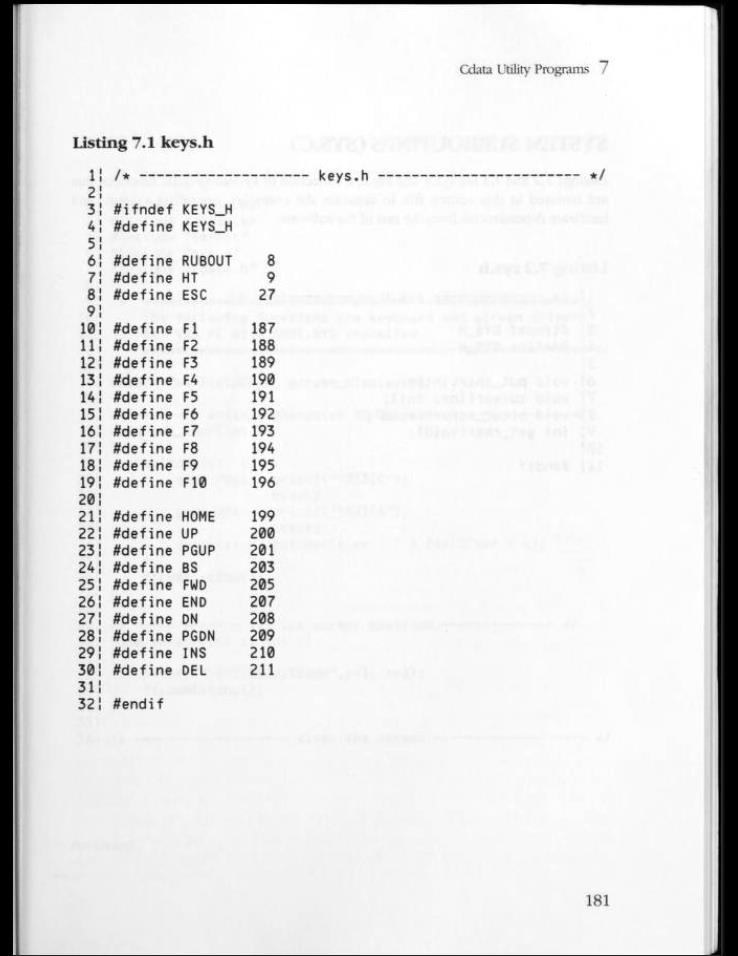 Cdata Utility Programs 7
Listing 7.1 keys.h
1¦ /* -------------------- keys.h --------------------- */
2¦
3¦ #ifndef KEYS_H
4¦ #define KEYS_H
5¦
6¦ #define RUBOUT    8
7¦ #define HT        9
8¦ #define ESC      27
9¦
10¦ #define F1      187
11¦ #define F2      188
12¦ #define F3      189
13¦ #define F4      190
14¦ #define F5      191
15¦ #define F6      192
16¦ #define F7      193
17¦ #define F8      194
18¦ #define F9      195
19¦ #define F10     196
20¦
21¦ #define HOME    199
22¦ #define UP      200
23¦ #define PGUP    201
24¦ #define BS      203
25¦ #define FWD     205
26¦ #define END     207
27¦ #define DN      208
28¦ #define PGDN    209
29¦ #define INS     210
30¦ #define DEL     211
31¦
32¦ #endif
181